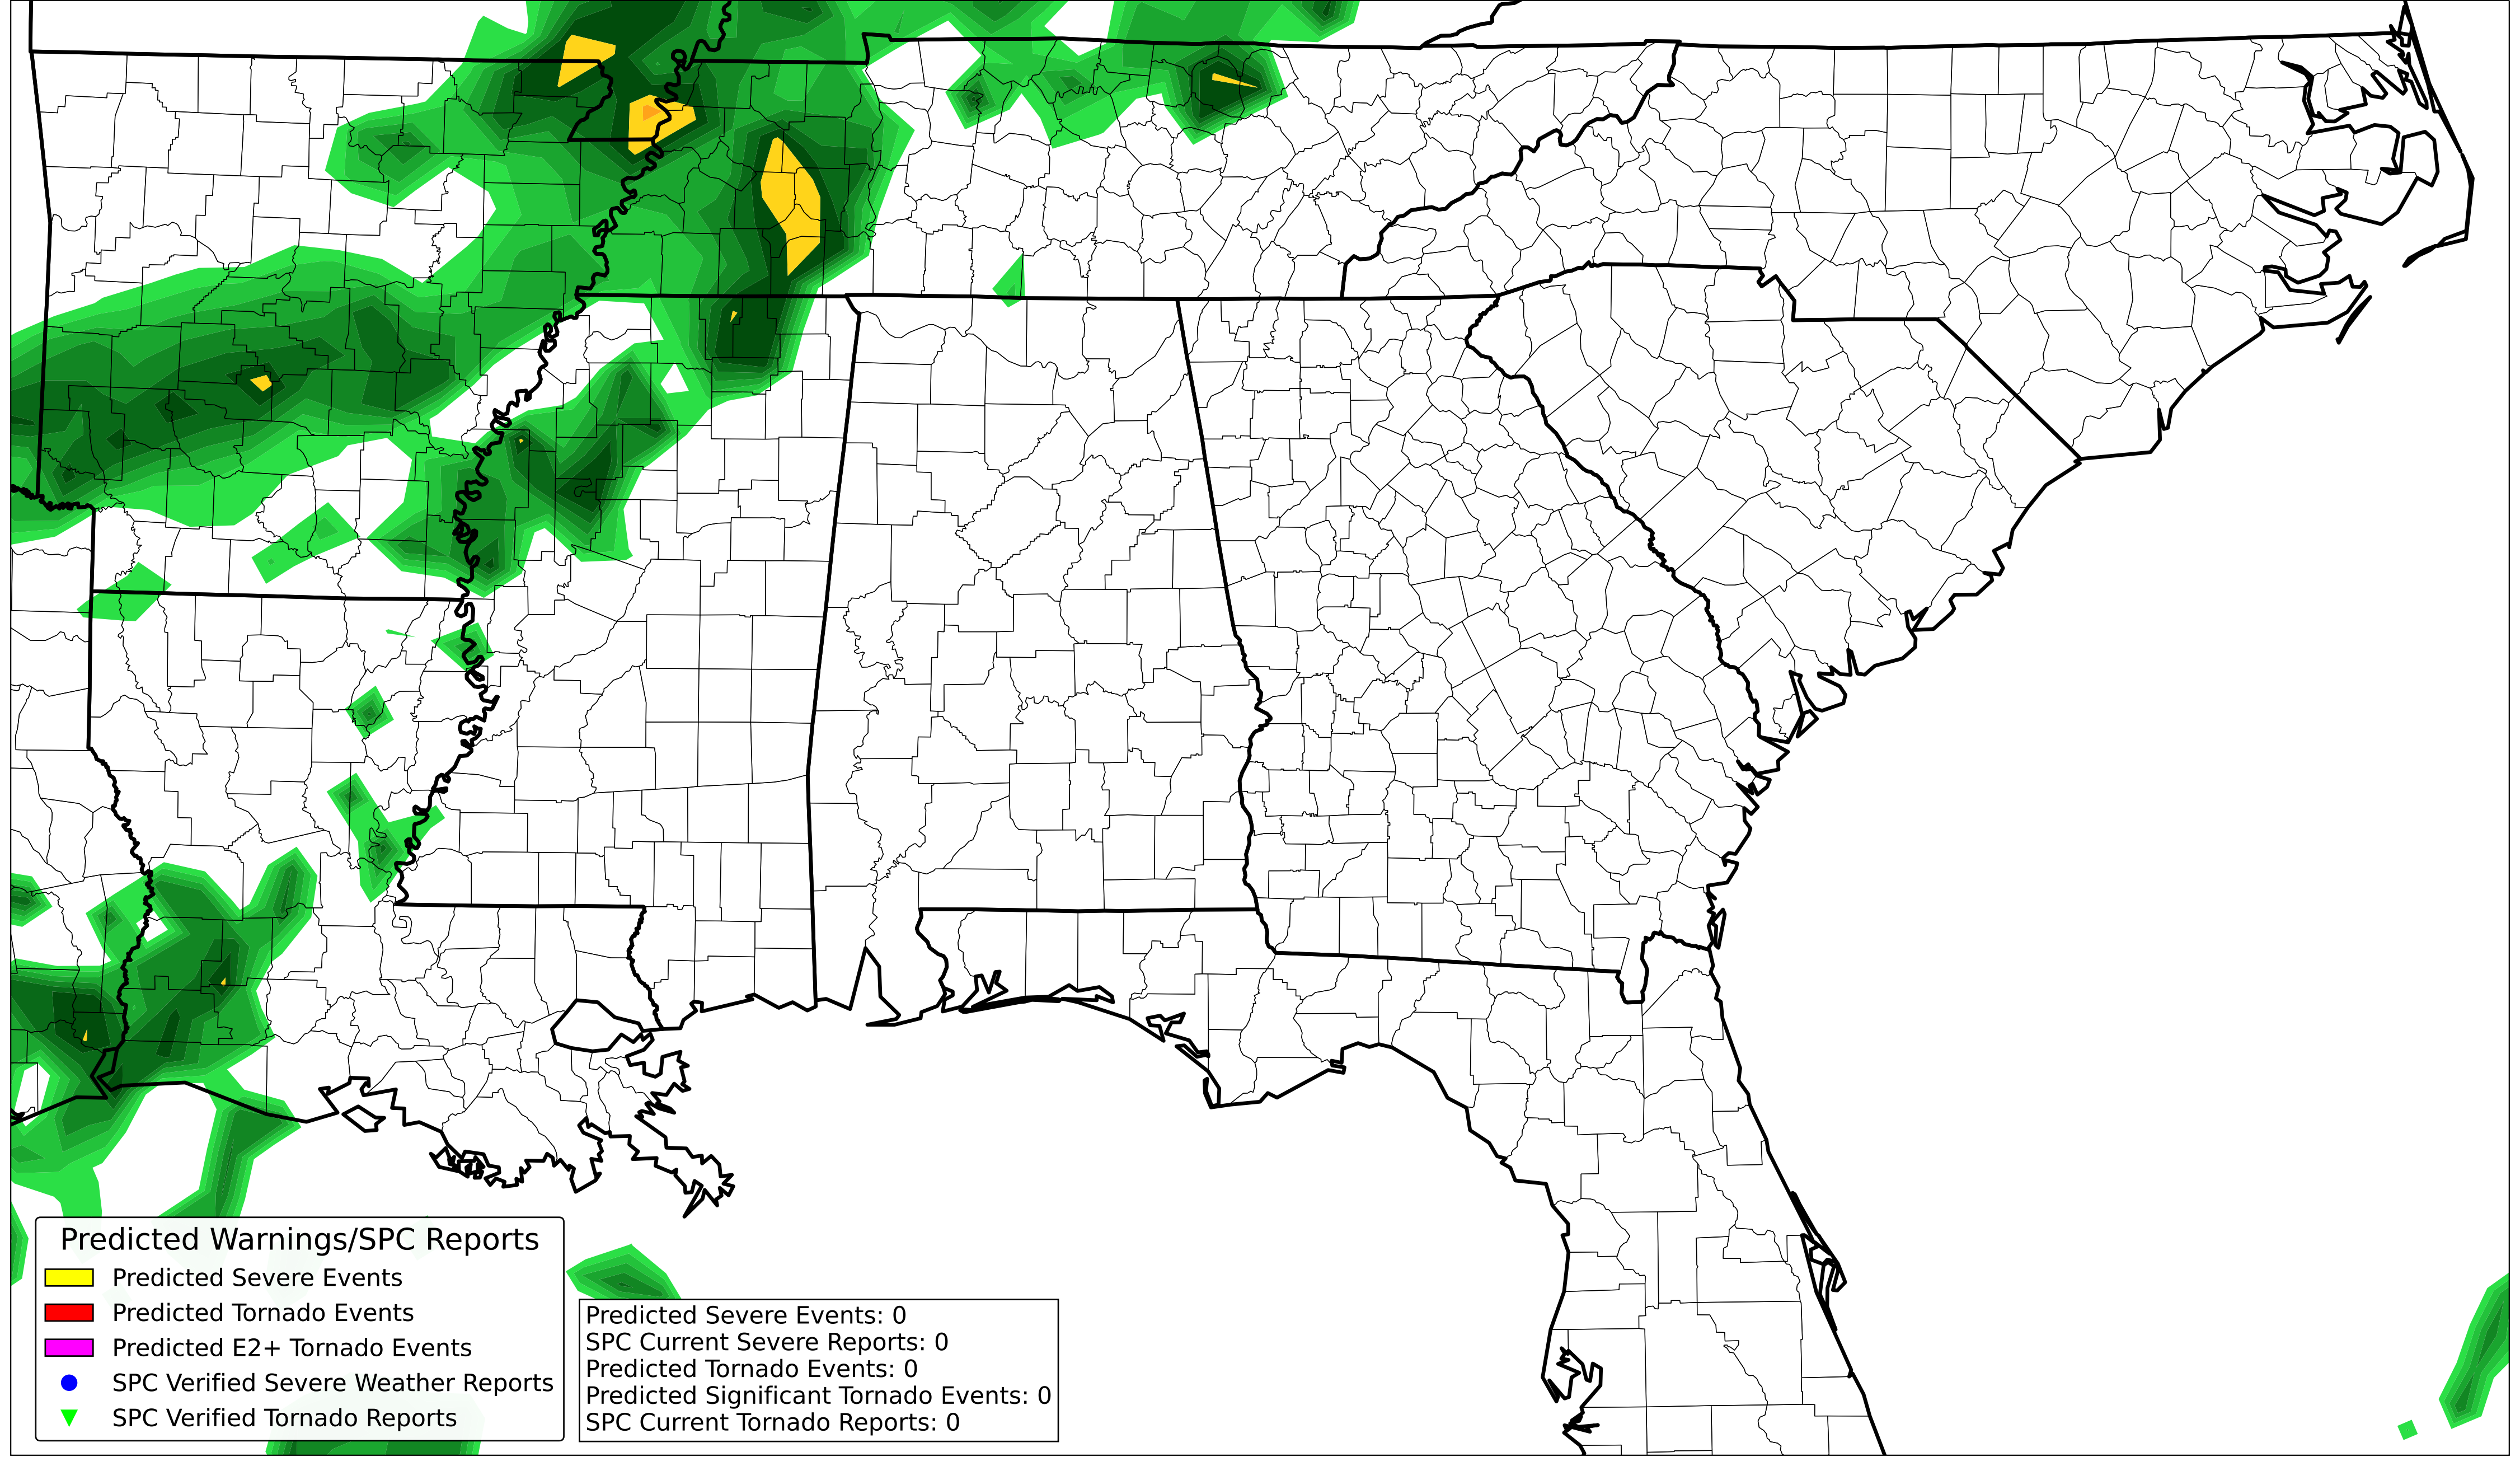 Predicted Warnings/SPC Reports
Predicted Severe Events
Predicted Tornado Events
Predicted E2+ Tornado Events
SPC Verified Severe Weather Reports
SPC Verified Tornado Reports
Predicted Severe Events: 0
SPC Current Severe Reports: 0
Predicted Tornado Events: 0
Predicted Significant Tornado Events: 0
SPC Current Tornado Reports: 0